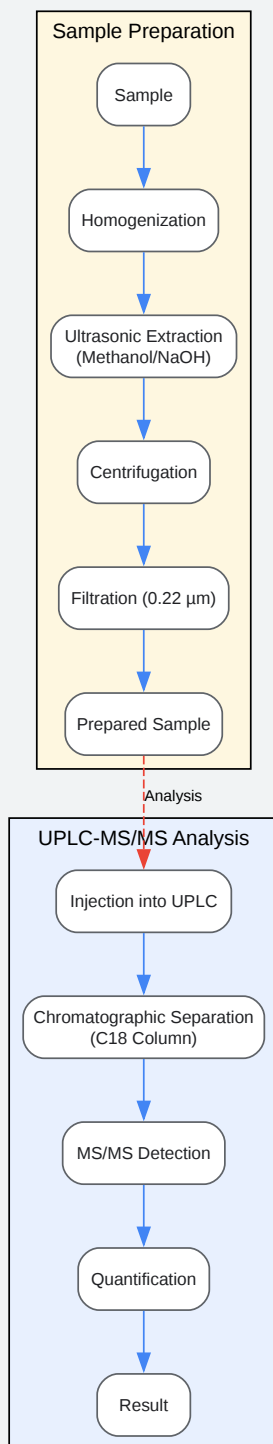 Sample Preparation
Sample
Homogenization
Ultrasonic Extraction
(Methanol/NaOH)
Centrifugation
Filtration (0.22 µm)
Prepared Sample
Analysis
UPLC-MS/MS Analysis
Injection into UPLC
Chromatographic Separation
(C18 Column)
MS/MS Detection
Quantification
Result